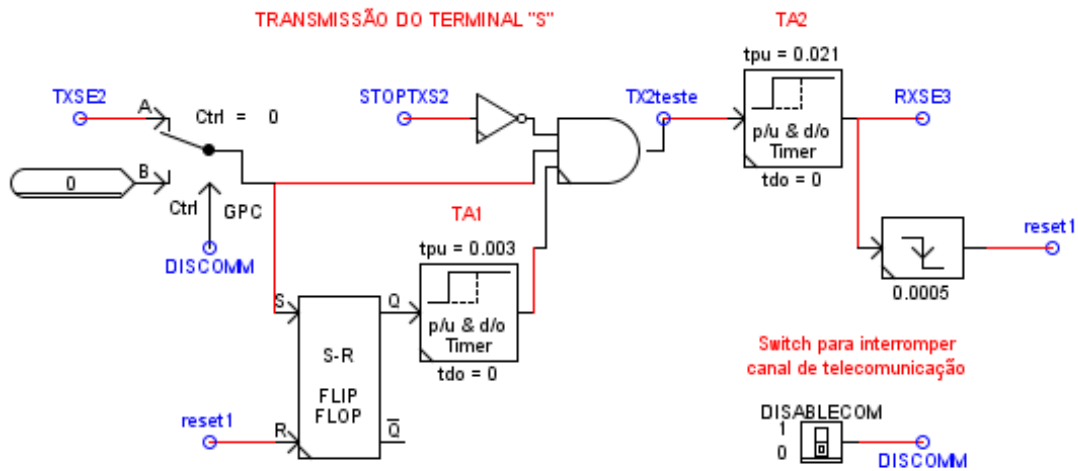 TRANSMISSÃO DO TERMINAL "S"
TA2
tpu = 0.021
TXSE2
A
Ctrl = 0
STOPTXS2
TX2teste
RXSE3
p/u & d/o
Timer
tdo = 0
B
0
Ctrl
GPC
DISCOMM
TA1
tpu = 0.003
reset1
0.0005
S
Q
p/u & d/o
Timer
tdo = 0
S-R
FLIP
FLOP
Switch para interromper
canal de telecomunicação
reset1
R
Q
DISABLECOM
1
0
DISCOMM